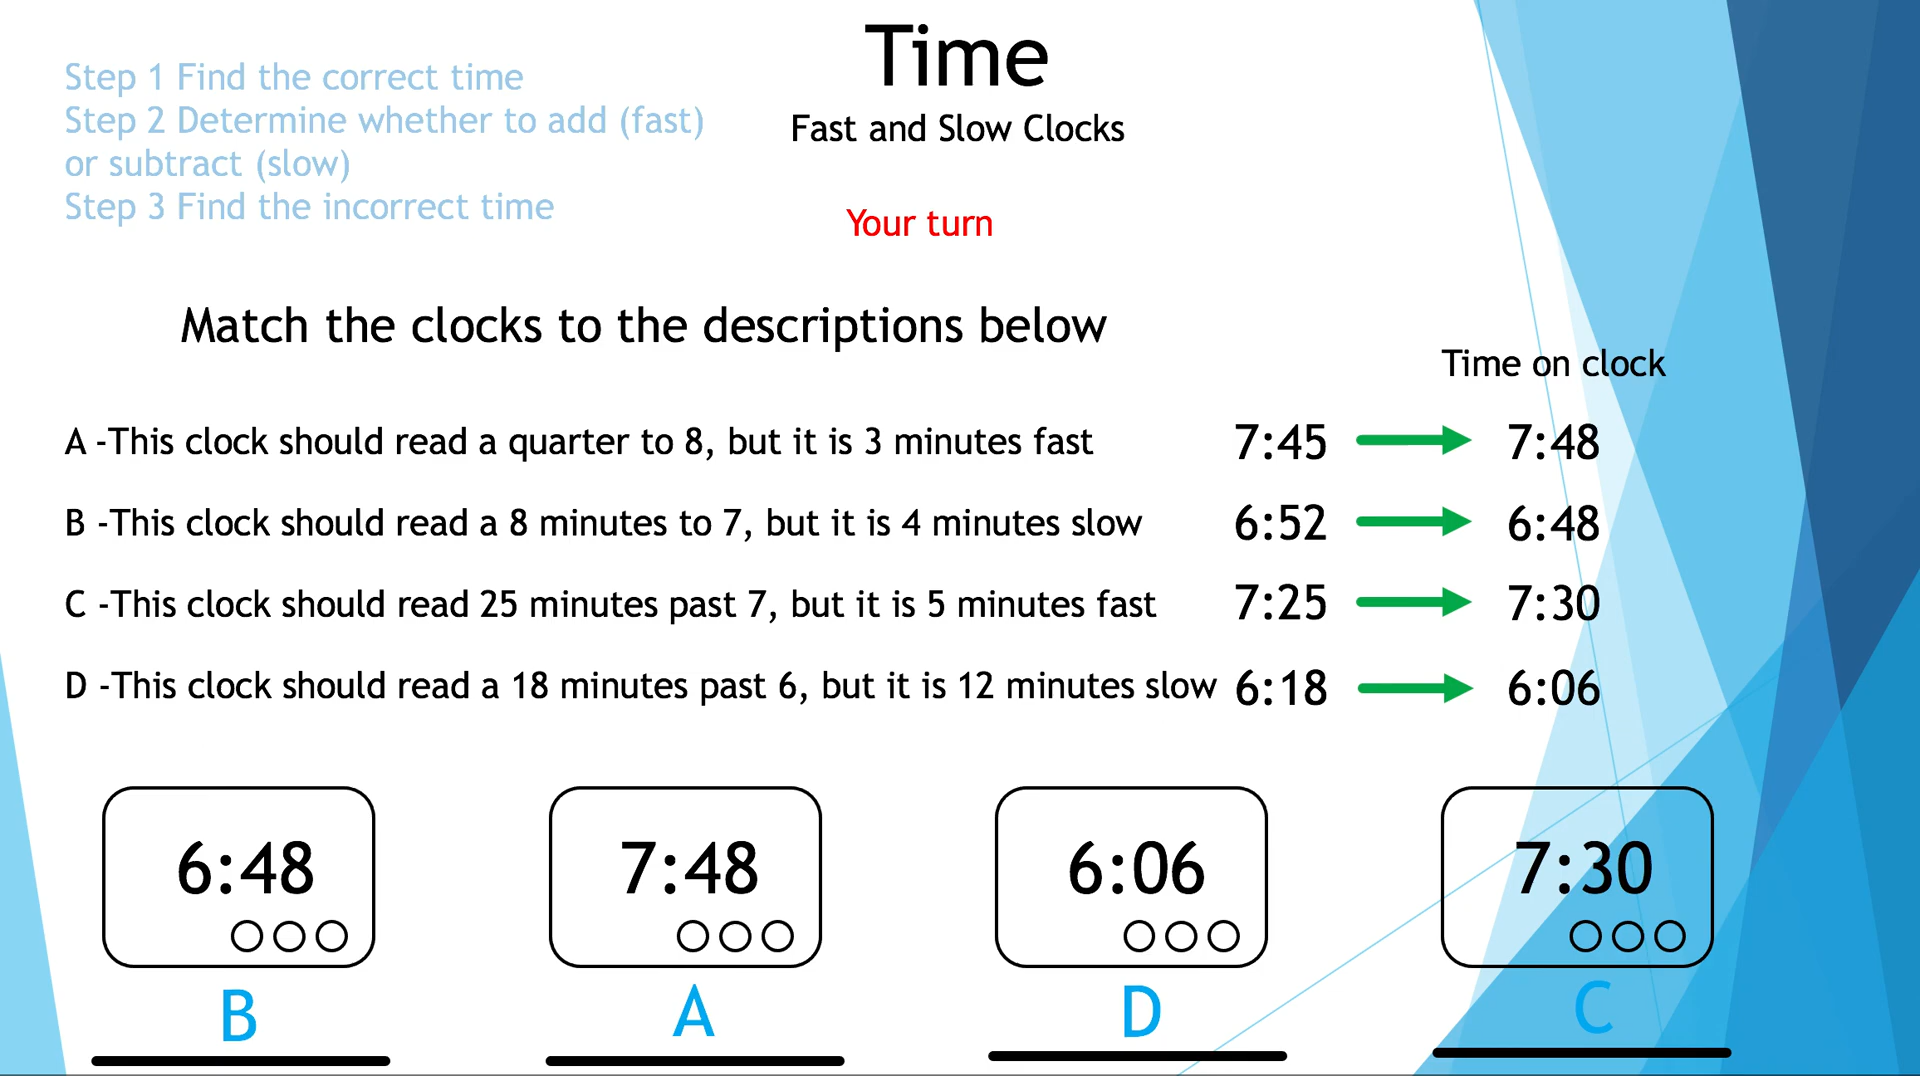 Time
Fast and Slow Clocks
Step 1 Find the correct time
Step 2 Determine whether to add (fast)
or subtract (slow)
Step 3 Find the incorrect time
Your turn
Match the clocks to the descriptions below
Time on clock
A -This clock should read a quarter to 8, but it is 3 minutes fast 7:45 7:48
B -This clock should read a 8 minutes to 7, but it is 4 minutes slow 6:52 6:48
C -This clock should read 25 minutes past 7, but it is 5 minutes fast 7:25 7:30
D -This clock should read a 18 minutes past 6, but it is 12 minutes slow 6:18 6:06
6:48 7:48 6:06 7:30
B A D C